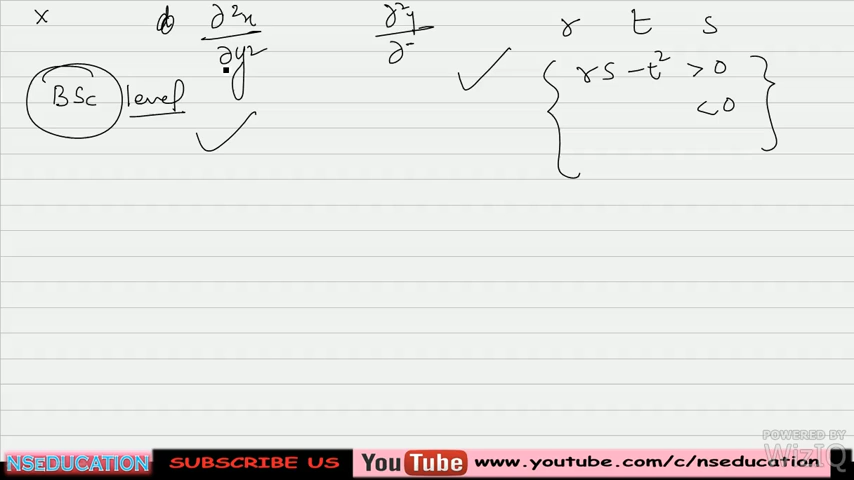 x ∂²x/∂y² ∂²y/∂ r t s
BSc level
rs - t² > 0
< 0
POWERED BY
WizIQ
NSEDUCATION SUBSCRIBE US YouTube www.youtube.com/c/nseducation